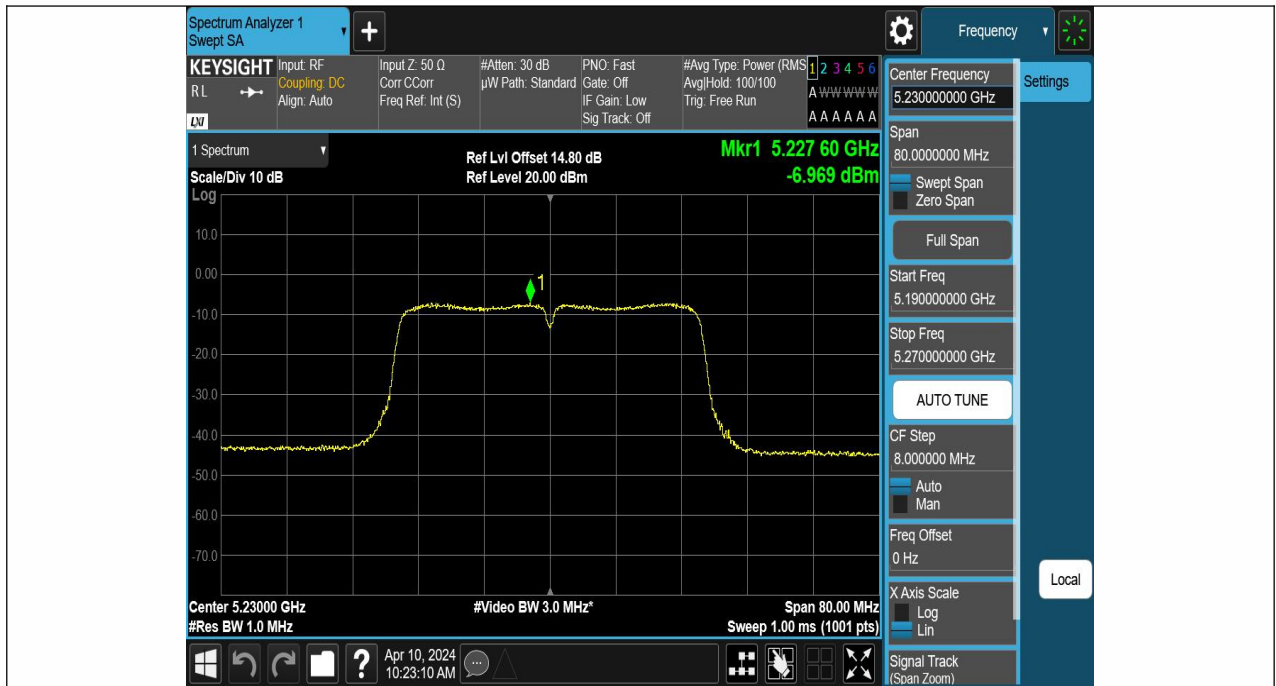 Spectrum Analyzer 1
Swept SA
+
Frequency
KEYSIGHT
RL
LXI
Input: RF
Coupling: DC
Align: Auto
Input Z: 50 Ω
Corr CCorr
Freq Ref: Int (S)
#Atten: 30 dB
µW Path: Standard
PNO: Fast
Gate: Off
IF Gain: Low
Sig Track: Off
#Avg Type: Power (RMS
Avg|Hold: 100/100
Trig: Free Run
1 2 3 4 5 6
A W W W W W
A A A A A A
1 Spectrum
Scale/Div 10 dB
Log
Ref Lvl Offset 14.80 dB
Ref Level 20.00 dBm
Mkr1 5.227 60 GHz
-6.969 dBm
10.0
0.00
-10.0
-20.0
-30.0
-40.0
-50.0
-60.0
-70.0
1
Center 5.23000 GHz
#Res BW 1.0 MHz
#Video BW 3.0 MHz*
Span 80.00 MHz
Sweep 1.00 ms (1001 pts)
Center Frequency
5.230000000 GHz
Span
80.0000000 MHz
Swept Span
Zero Span
Full Span
Start Freq
5.190000000 GHz
Stop Freq
5.270000000 GHz
AUTO TUNE
CF Step
8.000000 MHz
Auto
Man
Freq Offset
0 Hz
X Axis Scale
Log
Lin
Signal Track
(Span Zoom)
Settings
Local
?
Apr 10, 2024
10:23:10 AM